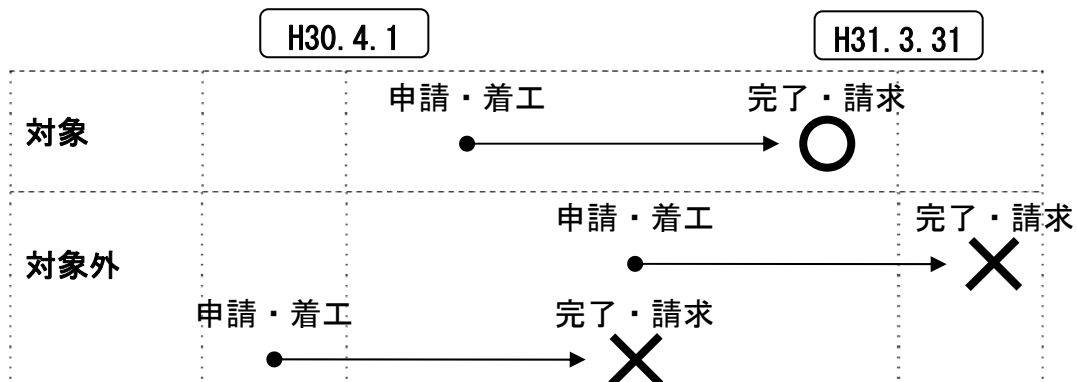 H30.4.1
H31.3.31
対象
申請・着工
完了・請求
対象外
申請・着工
完了・請求
申請・着工
完了・請求